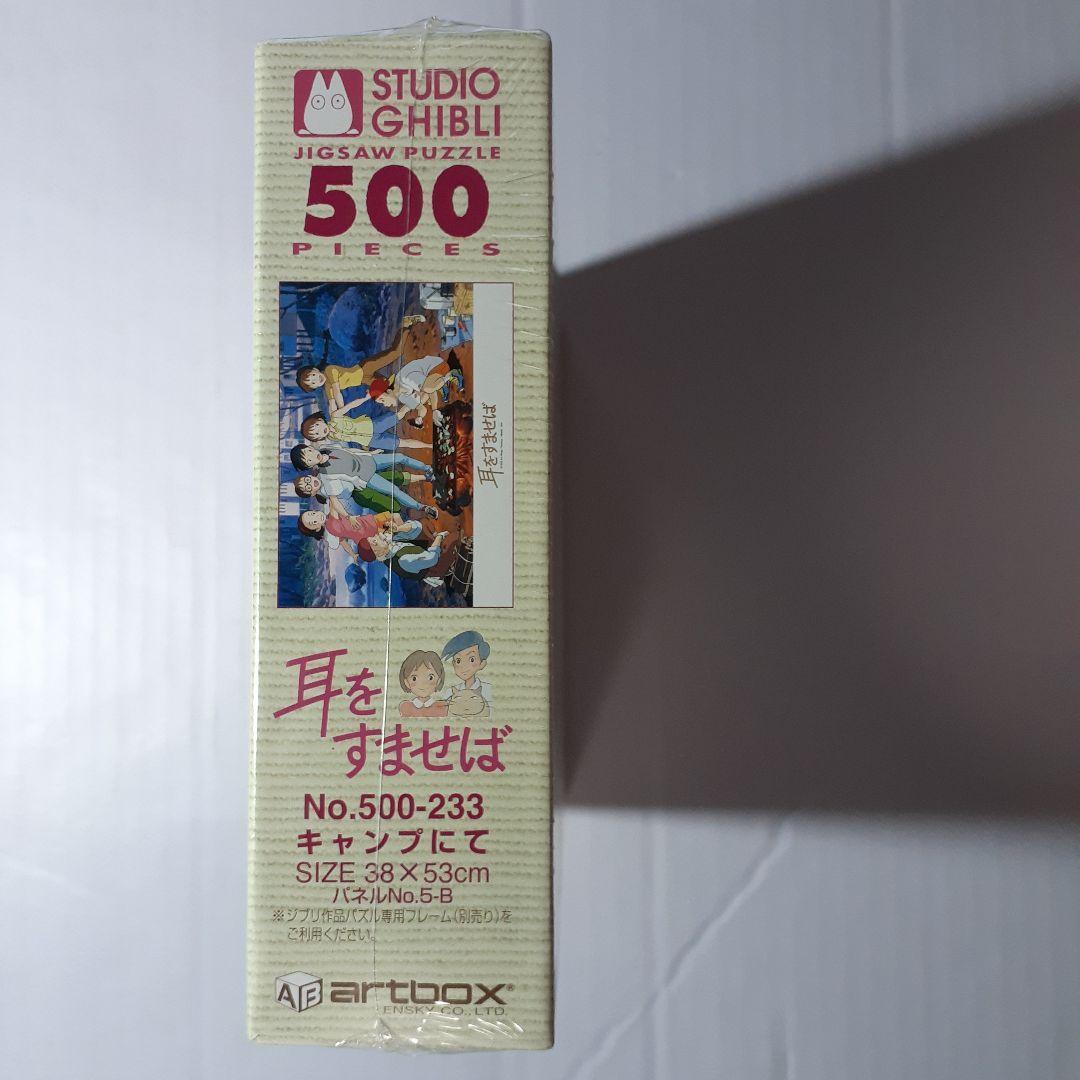 STUDIO
GHIBLI
JIGSAW PUZZLE
500
PIECES
耳をすませば
耳を
すませば
No.500-233
キャンプにて
SIZE 38×53cm
パネルNo.5-B
※ジブリ作品パズル専用フレーム(別売り)を
ご利用ください。
AB artbox®
ENSKY CO., LTD.